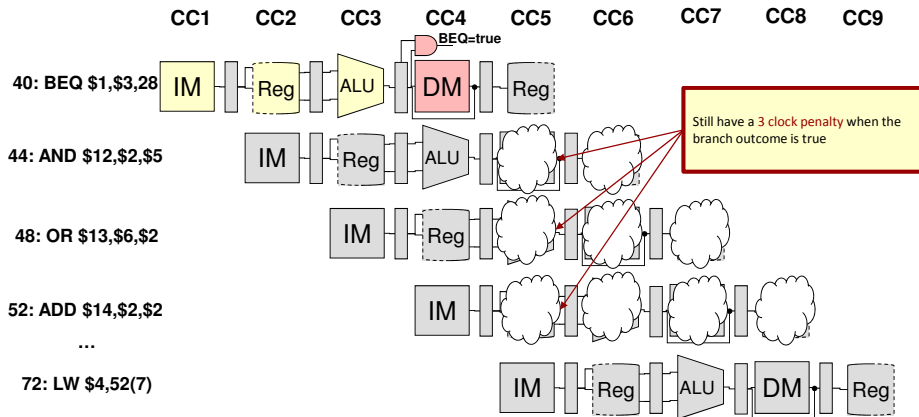 CC1 CC2 CC3 CC4 CC5 CC6 CC7 CC8 CC9
BEQ=true
40: BEQ $1,$3,28 IM Reg ALU DM Reg
Still have a 3 clock penalty when the
branch outcome is true
44: AND $12,$2,$5 IM Reg ALU
48: OR $13,$6,$2 IM Reg
52: ADD $14,$2,$2 IM
...
72: LW $4,52(7) IM Reg ALU DM Reg